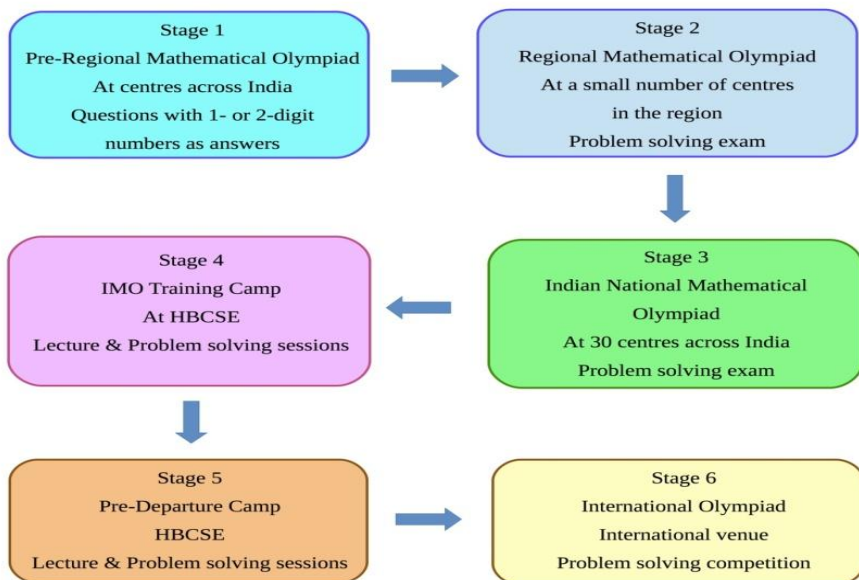 Stage 1
Pre-Regional Mathematical Olympiad
At centres across India
Questions with 1- or 2-digit
numbers as answers
Stage 2
Regional Mathematical Olympiad
At a small number of centres
in the region
Problem solving exam
Stage 3
Indian National Mathematical
Olympiad
At 30 centres across India
Problem solving exam
Stage 4
IMO Training Camp
At HBCSE
Lecture & Problem solving sessions
Stage 5
Pre-Departure Camp
HBCSE
Lecture & Problem solving sessions
Stage 6
International Olympiad
International venue
Problem solving competition